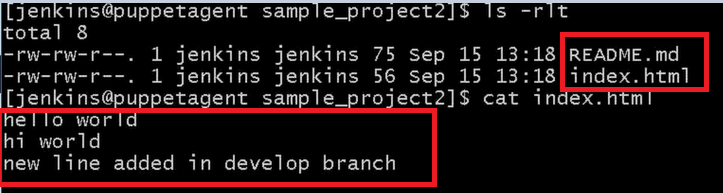 [jenkins@puppetagent sample_project2]$ ls -rlt
total 8
-rw-rw-r--. 1 jenkins jenkins 75 Sep 15 13:18 README.md
-rw-rw-r--. 1 jenkins jenkins 56 Sep 15 13:18 index.html
[jenkins@puppetagent sample_project2]$ cat index.html
hello world
hi world
new line added in develop branch